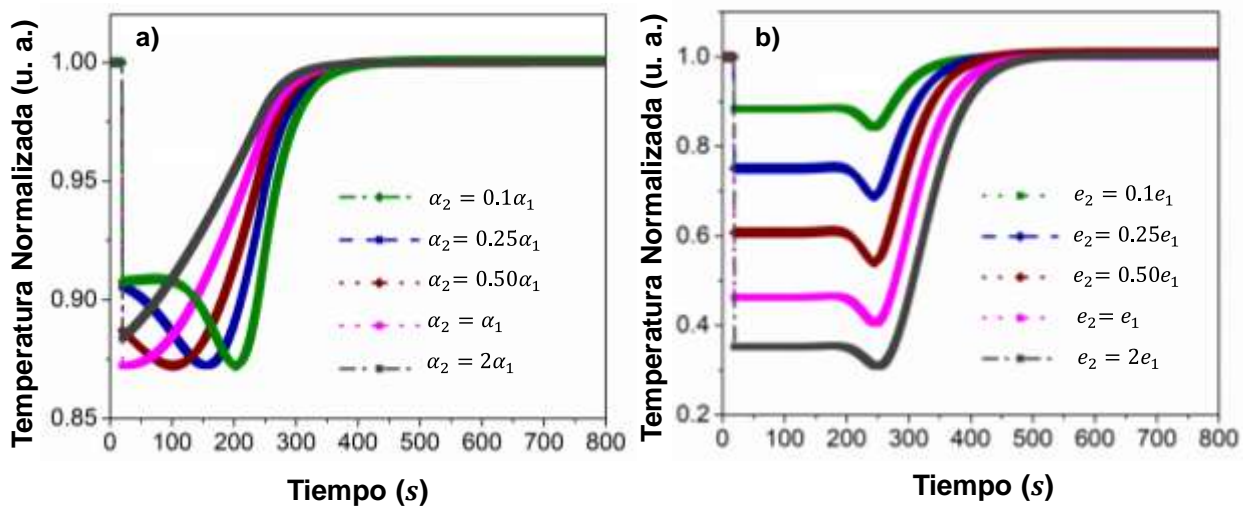 a)
Temperatura Normalizada (u. a.)
1.00
0.95
0.90
0.85
α₂ = 0.1α₁
α₂ = 0.25α₁
α₂ = 0.50α₁
α₂ = α₁
α₂ = 2α₁
0 100 200 300 400 500 600 700 800
Tiempo (s)
b)
Temperatura Normalizada (u. a.)
1.0
0.8
0.6
0.4
0.2
e₂ = 0.1e₁
e₂ = 0.25e₁
e₂ = 0.50e₁
e₂ = e₁
e₂ = 2e₁
0 100 200 300 400 500 600 700 800
Tiempo (s)